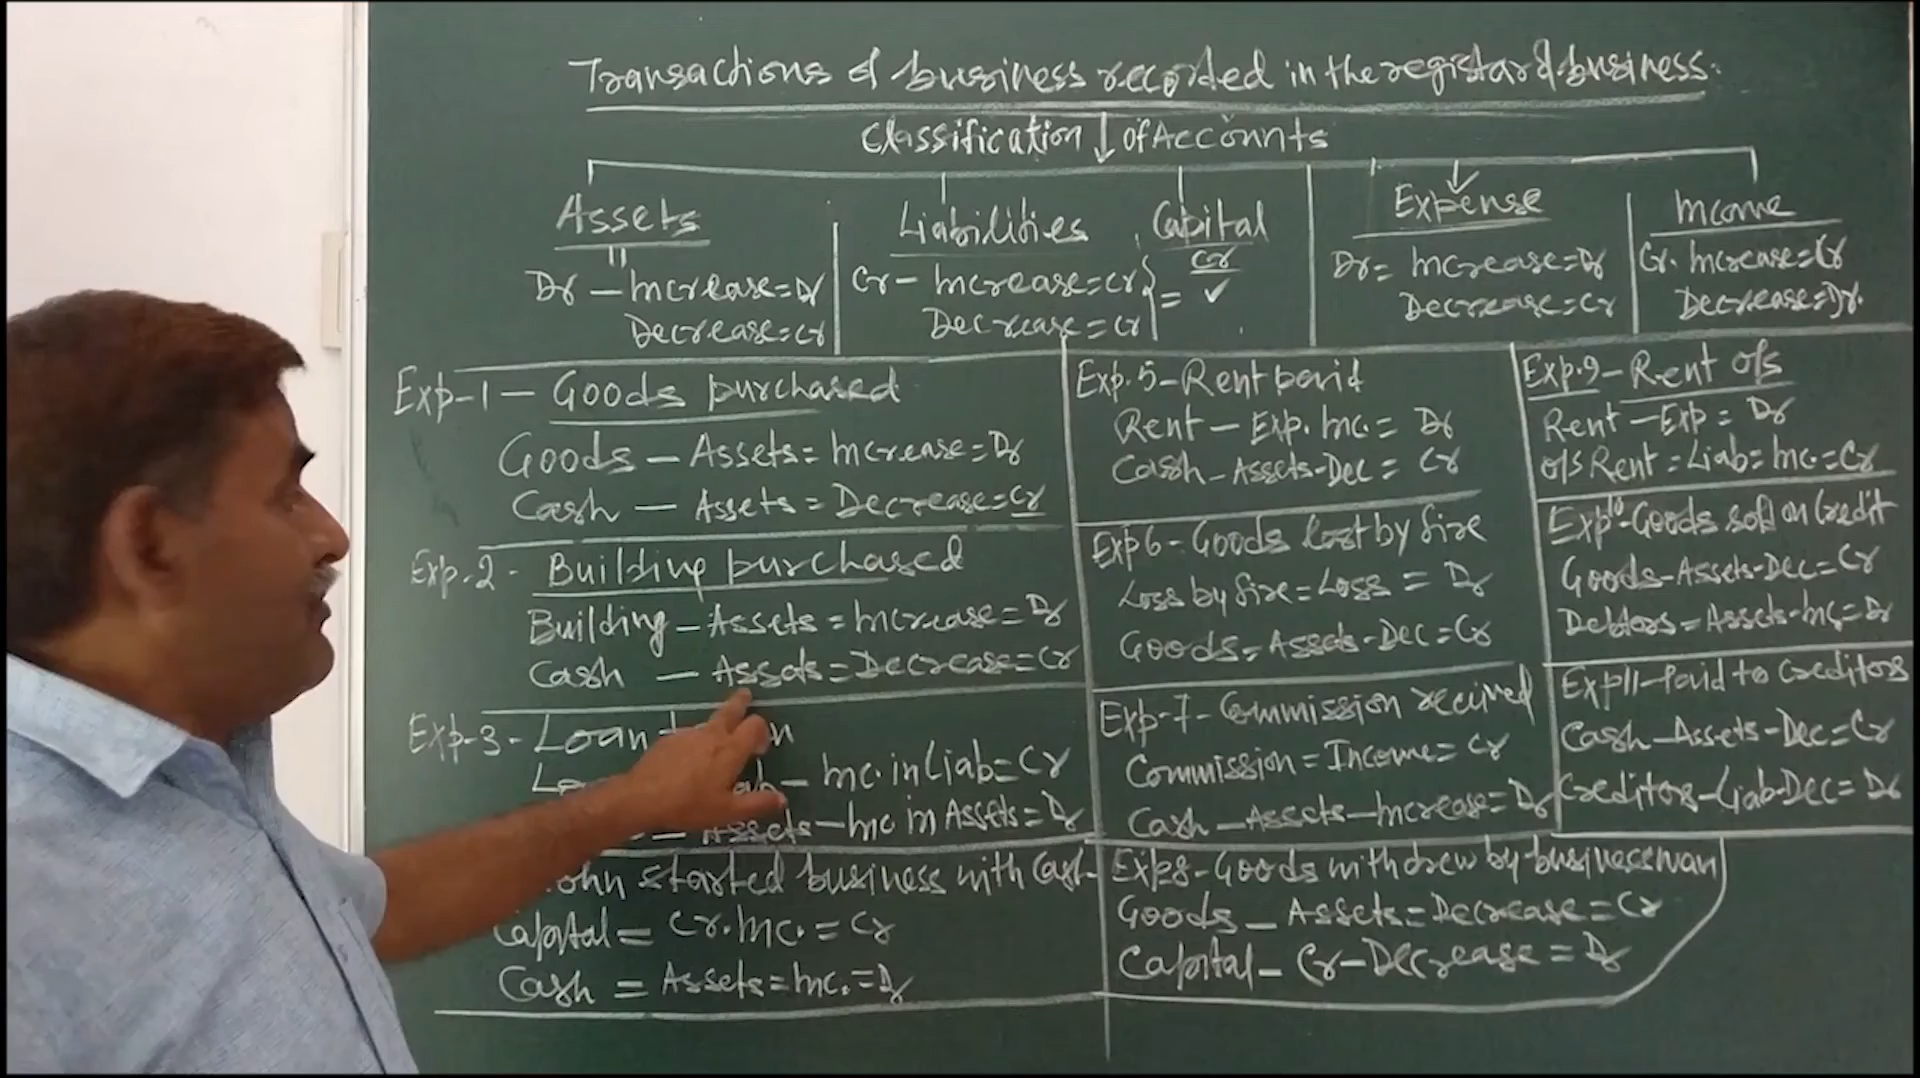 Transactions of business recorded in the registar of business.
Classification of Accounts
Assets
Dr - Increase=Dr
Decrease=Cr
Liabilities
Cr - Increase=Cr
Decrease=Cr
Capital
Cr
= ✓
Expense
Dr = Increase=Dr
Decrease=Cr
Income
Cr. Increase=Cr
Decrease=Dr.
Exp-1 - Goods purchased
Goods - Assets=Increase=Dr
Cash - Assets=Decrease=Cr
Exp-2 - Building purchased
Building - Assets=Increase=Dr
Cash - Assets=Decrease=Cr
Exp-3 - Loan
Inc. in Liab=Cr
- Assets - Inc in Assets=Dr
John started business with Cash
Capital = Cr. Inc. = Cr
Cash = Assets = Inc. = Dr
Exp.5 - Rent paid
Rent - Exp. Inc. = Dr
Cash - Assets - Dec = Cr
Exp 6 - Goods lost by fire
Loss by fire = Loss = Dr
Goods = Assets - Dec = Cr
Exp-7 - Commission recived
Commission = Income = Cr
Cash - Assets - Increase = Dr
Exp8 - Goods withdrew by businessman
Goods - Assets = Decrease = Cr
Capital - Cr - Decrease = Dr
Exp.9 - Rent o/s
Rent - Exp = Dr
o/s Rent = Liab = Inc. = Cr
Exp10 - Goods sold on Credit
Goods - Assets - Dec = Cr
Debtors = Assets - Inc = Dr
Exp11 - Paid to Creditors
Cash - Assets - Dec = Cr
Creditors - Liab - Dec = Dr